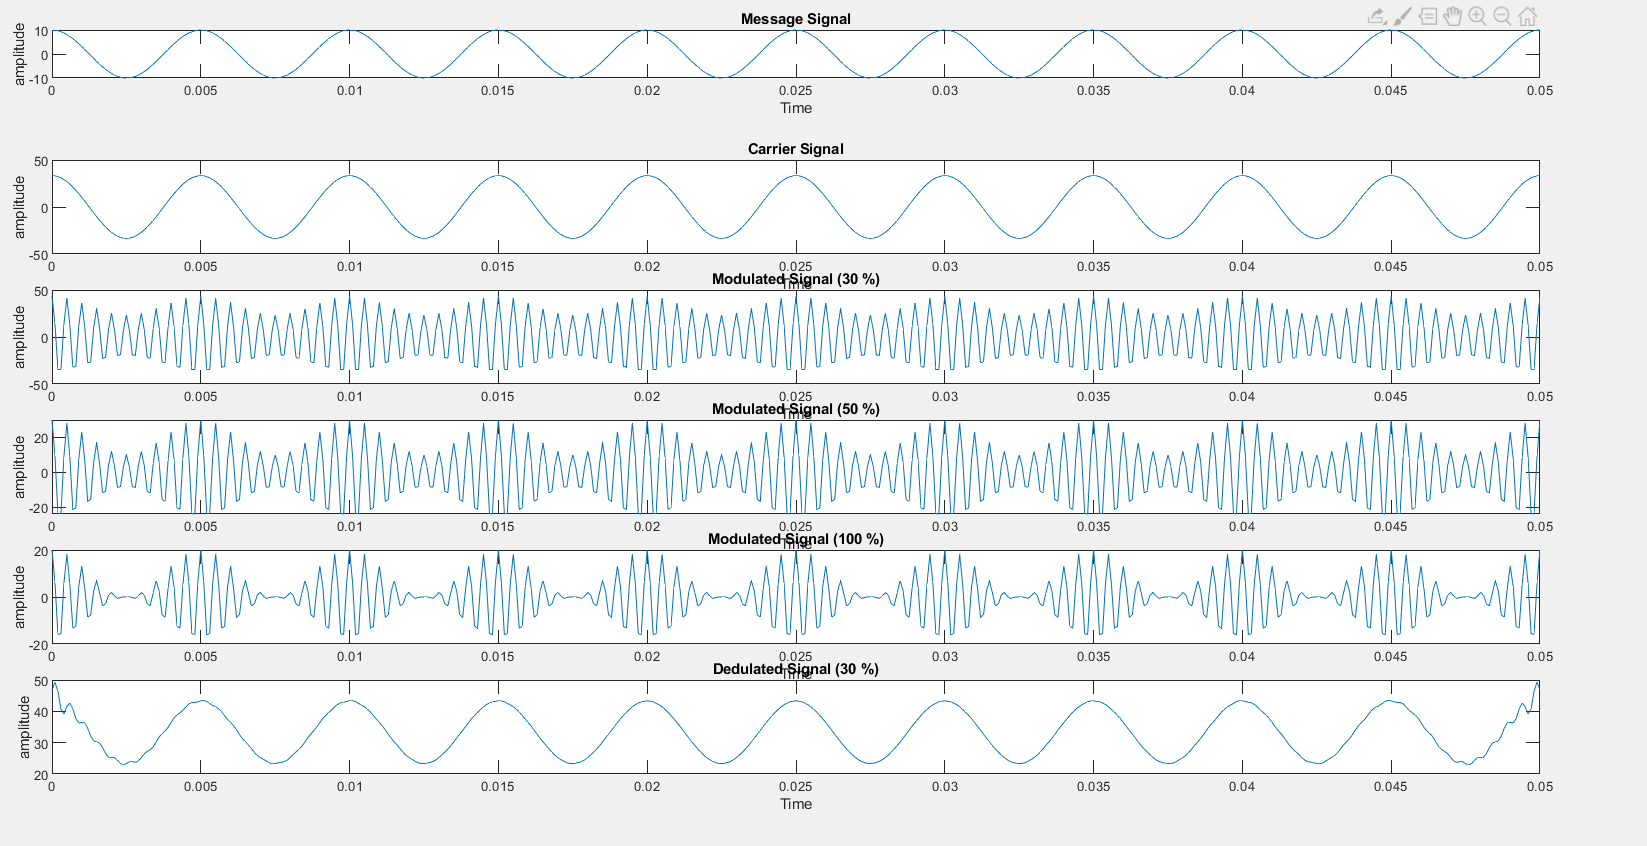 Message Signal
amplitude
10
0
-10
0 0.005 0.01 0.015 0.02 0.025 0.03 0.035 0.04 0.045 0.05
Time
Carrier Signal
amplitude
50
0
-50
0 0.005 0.01 0.015 0.02 0.025 0.03 0.035 0.04 0.045 0.05
Time
Modulated Signal (30 %)
amplitude
50
0
-50
0 0.005 0.01 0.015 0.02 0.025 0.03 0.035 0.04 0.045 0.05
Time
Modulated Signal (50 %)
amplitude
20
0
-20
0 0.005 0.01 0.015 0.02 0.025 0.03 0.035 0.04 0.045 0.05
Time
Modulated Signal (100 %)
amplitude
20
0
-20
0 0.005 0.01 0.015 0.02 0.025 0.03 0.035 0.04 0.045 0.05
Time
Dedulated Signal (30 %)
amplitude
50
40
30
20
0 0.005 0.01 0.015 0.02 0.025 0.03 0.035 0.04 0.045 0.05
Time